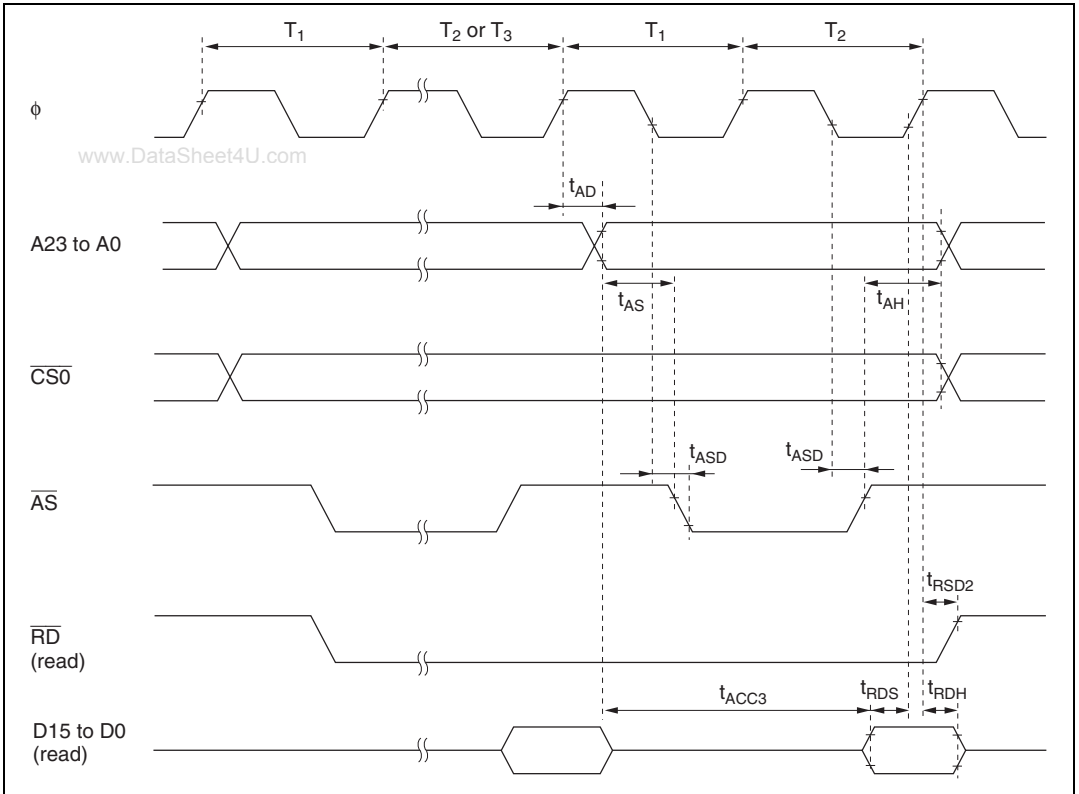 T1 T2 or T3 T1 T2
φ
www.DataSheet4U.com
tAD
A23 to A0
tAS tAH
CS0
tASD tASD
AS
tRSD2
RD
(read)
tACC3 tRDS tRDH
D15 to D0
(read)